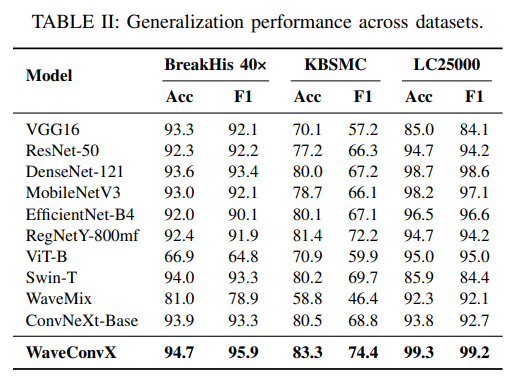 TABLE II: Generalization performance across datasets.
Model BreakHis 40× KBSMC LC25000
Acc F1 Acc F1 Acc F1
VGG16 93.3 92.1 70.1 57.2 85.0 84.1
ResNet-50 92.3 92.2 77.2 66.3 94.7 94.2
DenseNet-121 93.6 93.4 80.0 67.2 98.7 98.6
MobileNetV3 93.0 92.1 78.7 66.1 98.2 97.1
EfficientNet-B4 92.0 90.1 80.1 67.1 96.5 96.6
RegNetY-800mf 92.4 91.9 81.4 72.2 94.7 94.2
ViT-B 66.9 64.8 70.9 59.9 95.0 95.0
Swin-T 94.0 93.3 80.2 69.7 85.9 84.4
WaveMix 81.0 78.9 58.8 46.4 92.3 92.1
ConvNeXt-Base 93.9 93.3 80.5 68.8 93.8 92.7
WaveConvX 94.7 95.9 83.3 74.4 99.3 99.2